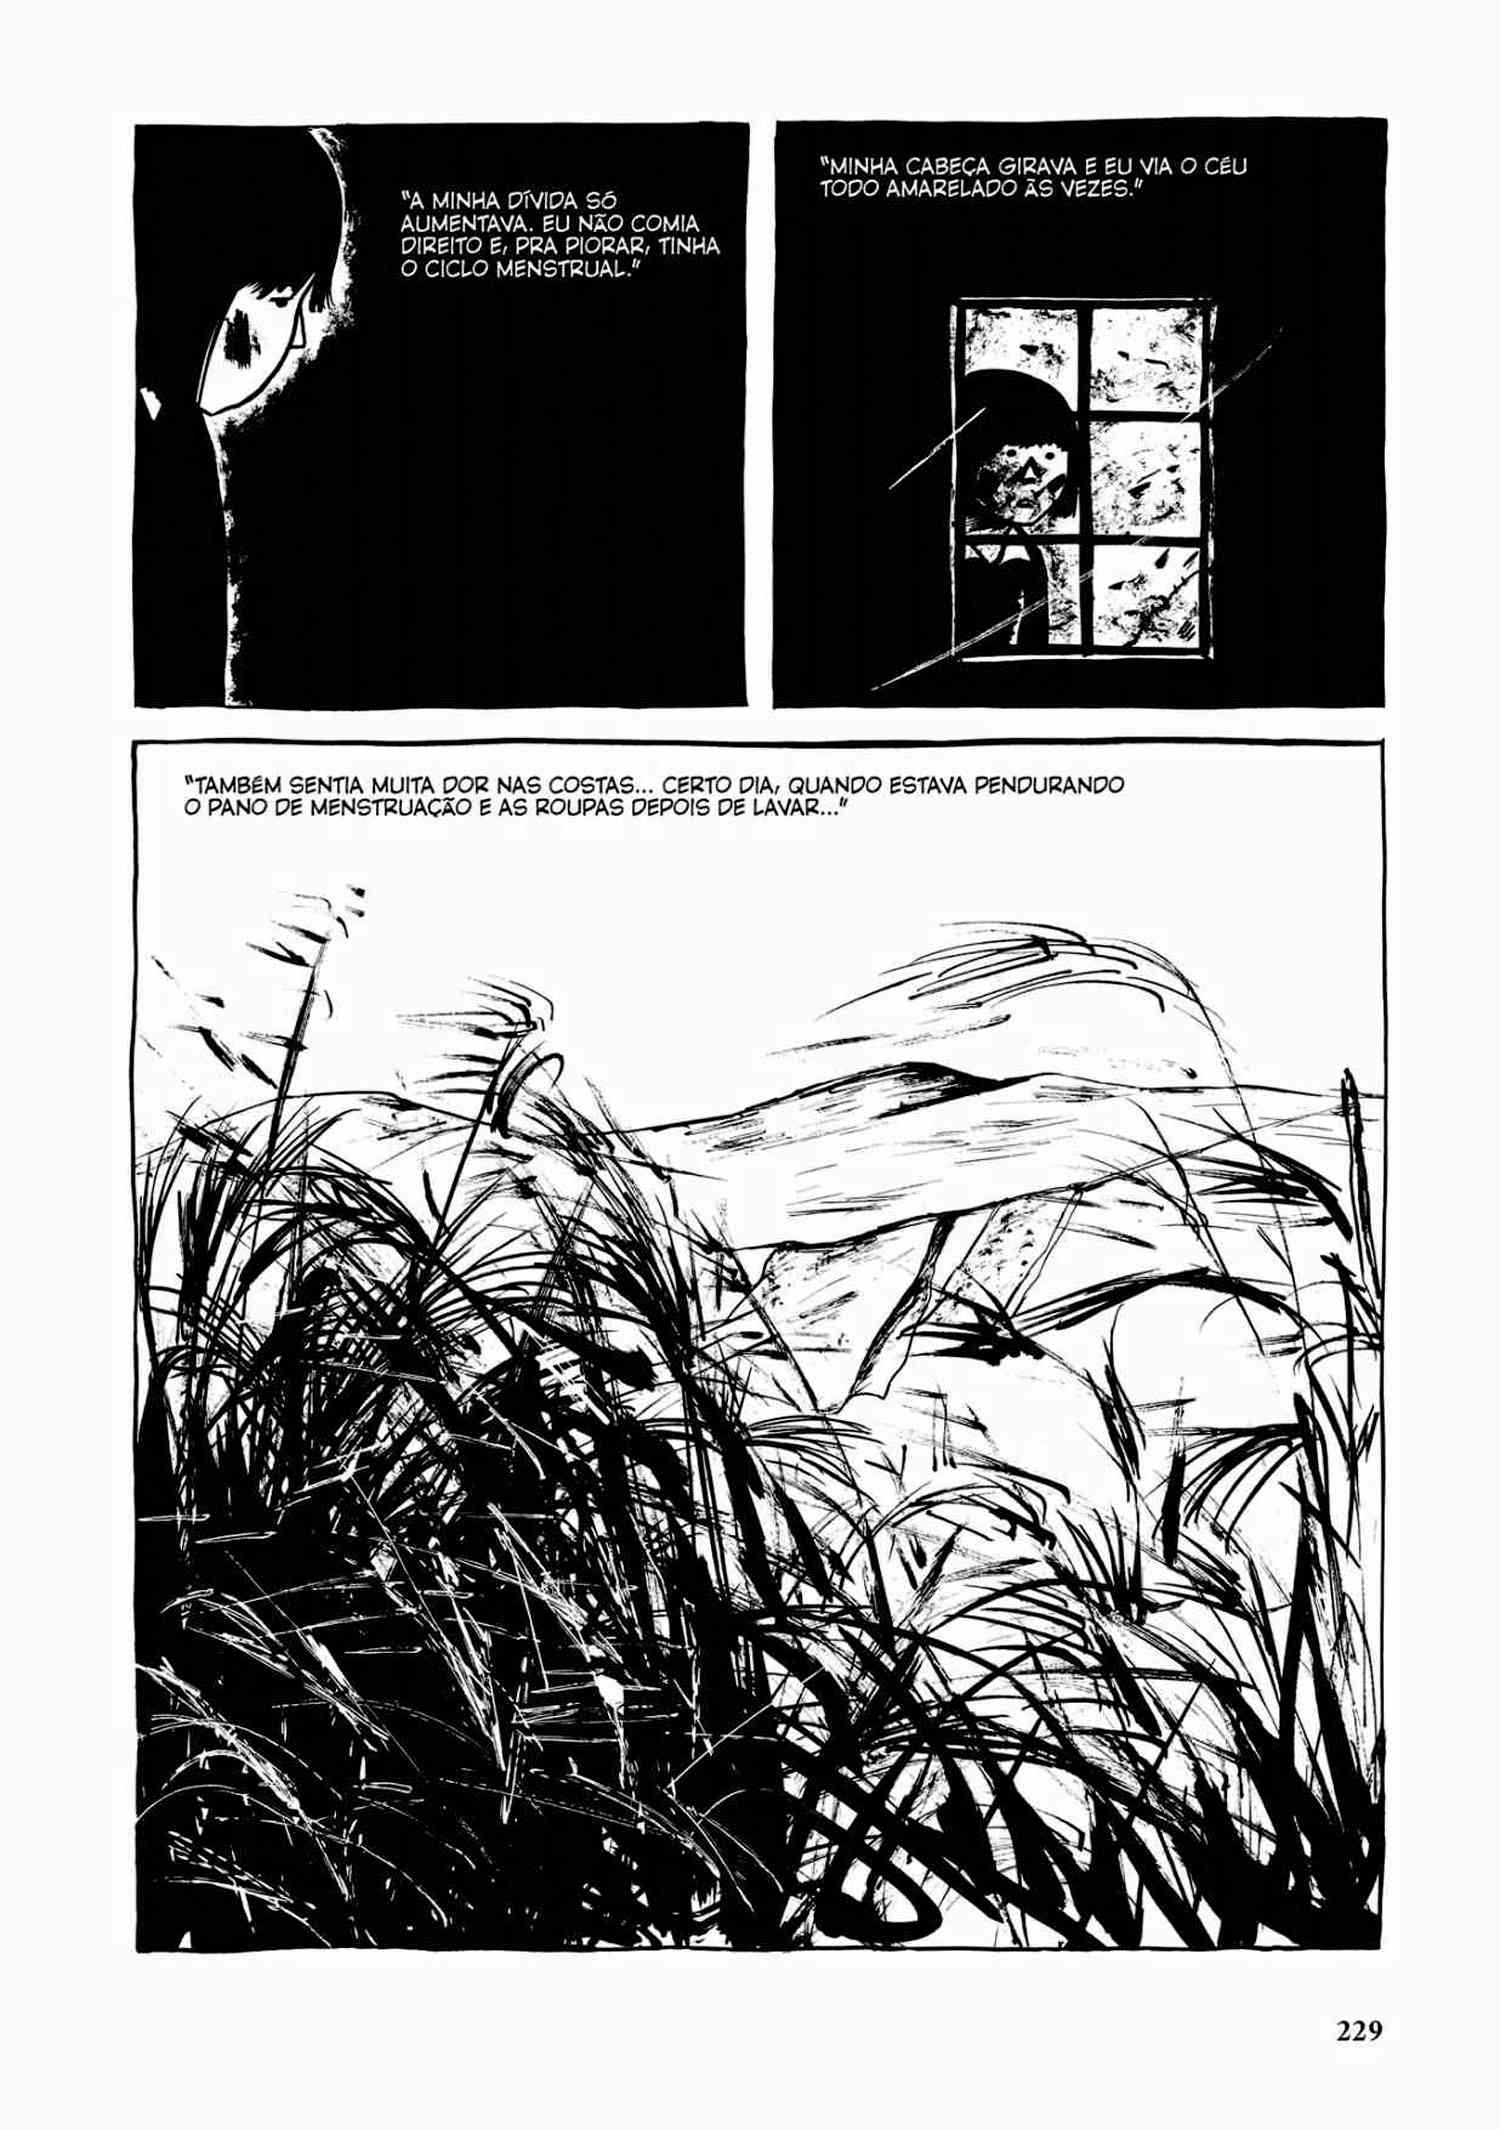 "A MINHA DÍVIDA SÓ
AUMENTAVA. EU NÃO COMIA
DIREITO E, PRA PIORAR, TINHA
O CICLO MENSTRUAL."
"MINHA CABEÇA GIRAVA E EU VIA O CÉU
TODO AMARELADO ÀS VEZES."
"TAMBÉM SENTIA MUITA DOR NAS COSTAS... CERTO DIA, QUANDO ESTAVA PENDURANDO
O PANO DE MENSTRUAÇÃO E AS ROUPAS DEPOIS DE LAVAR..."
229